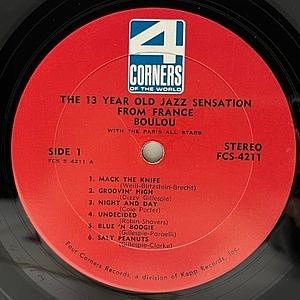 4
CORNERS
OF THE WORLD
THE 13 YEAR OLD JAZZ SENSATION
FROM FRANCE
BOULOU
WITH THE PARIS ALL STARS
SIDE 1
STEREO
FCS S 4211 A
FCS-4211
1. MACK THE KNIFE
(Weill-Blitzstein-Brecht)
2. GROOVIN' HIGH
(Dizzy Gillespie)
3. NIGHT AND DAY
(Cole Porter)
4. UNDECIDED
(Robin-Shavers)
5. BLUE 'N BOOGIE
(Gillespie-Paparelli)
6. SALT PEANUTS
(Gillespie-Clarke)
Four Corners Records, a division of Kapp Records, Inc.